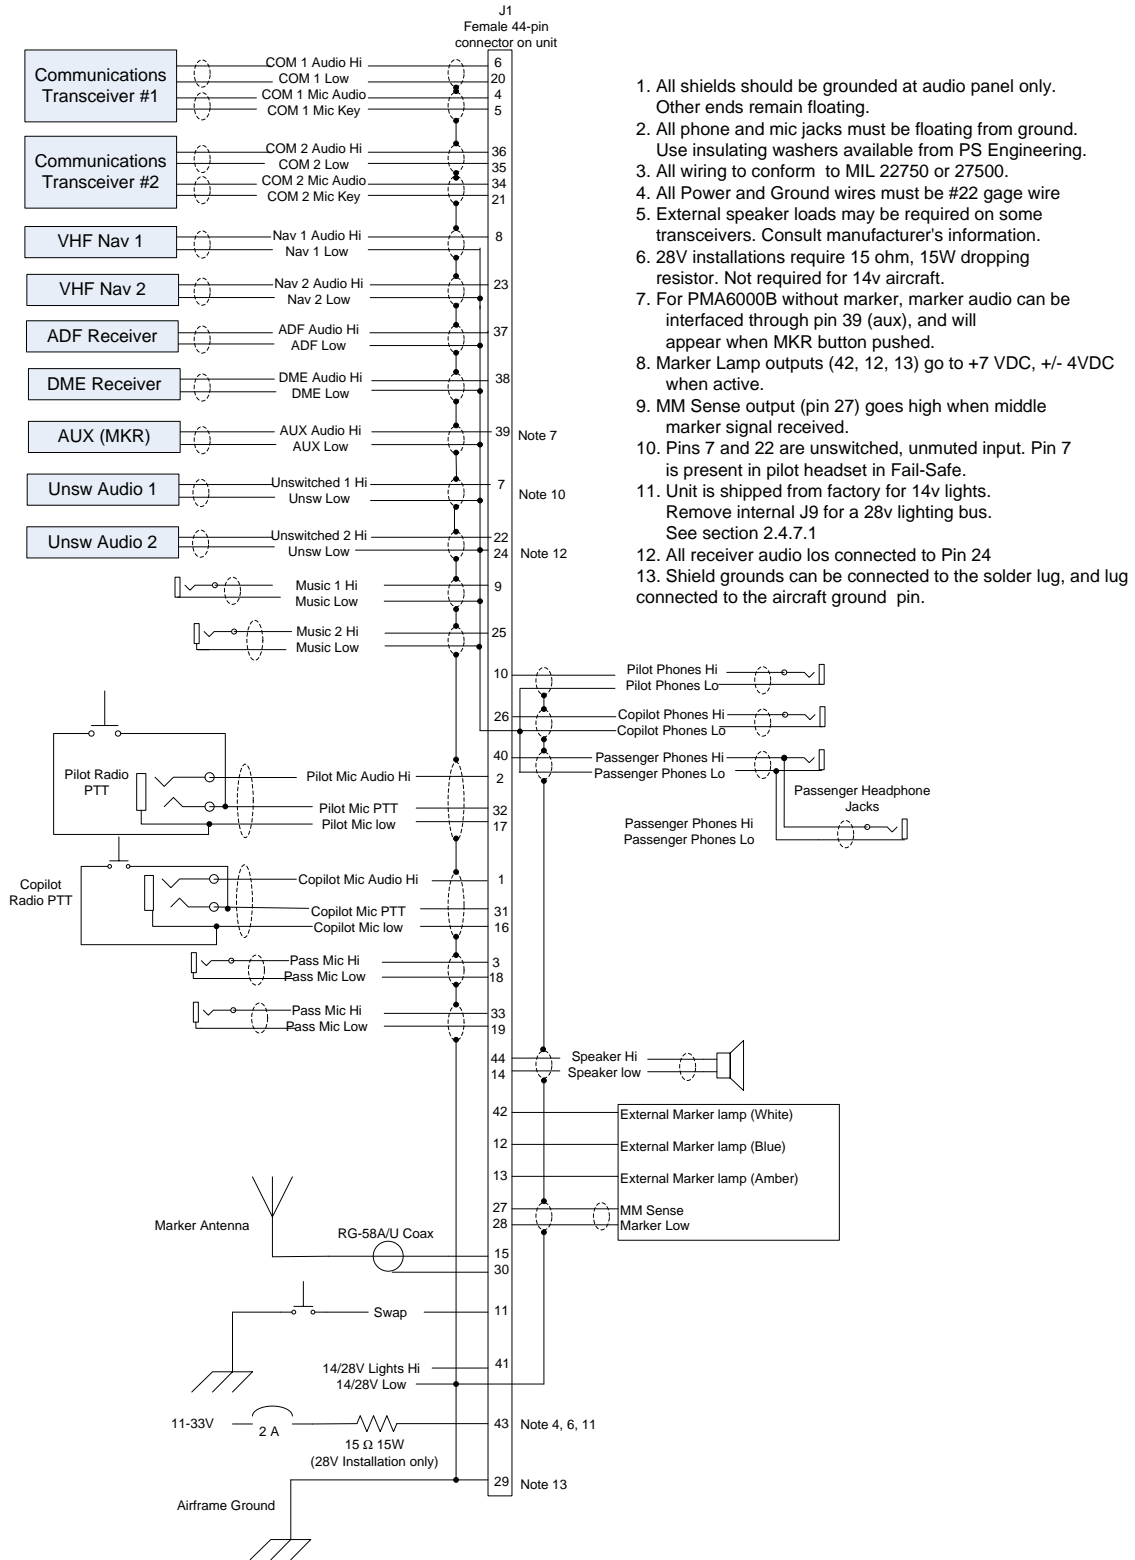 J1
Female 44-pin
connector on unit
Communications
Transceiver #1
COM 1 Audio Hi
6
COM 1 Low
20
COM 1 Mic Audio
4
COM 1 Mic Key
5
Communications
Transceiver #2
COM 2 Audio Hi
36
COM 2 Low
35
COM 2 Mic Audio
34
COM 2 Mic Key
21
VHF Nav 1
Nav 1 Audio Hi
8
Nav 1 Low
VHF Nav 2
Nav 2 Audio Hi
23
Nav 2 Low
ADF Receiver
ADF Audio Hi
37
ADF Low
DME Receiver
DME Audio Hi
38
DME Low
AUX (MKR)
AUX Audio Hi
39
Note 7
AUX Low
Unsw Audio 1
Unswitched 1 Hi
7
Note 10
Unsw Low
Unsw Audio 2
Unswitched 2 Hi
22
Unsw Low
24
Note 12
Music 1 Hi
9
Music Low
Music 2 Hi
25
Music Low
1. All shields should be grounded at audio panel only.
Other ends remain floating.
2. All phone and mic jacks must be floating from ground.
Use insulating washers available from PS Engineering.
3. All wiring to conform to MIL 22750 or 27500.
4. All Power and Ground wires must be #22 gage wire
5. External speaker loads may be required on some
transceivers. Consult manufacturer's information.
6. 28V installations require 15 ohm, 15W dropping
resistor. Not required for 14v aircraft.
7. For PMA6000B without marker, marker audio can be
interfaced through pin 39 (aux), and will
appear when MKR button pushed.
8. Marker Lamp outputs (42, 12, 13) go to +7 VDC, +/- 4VDC
when active.
9. MM Sense output (pin 27) goes high when middle
marker signal received.
10. Pins 7 and 22 are unswitched, unmuted input. Pin 7
is present in pilot headset in Fail-Safe.
11. Unit is shipped from factory for 14v lights.
Remove internal J9 for a 28v lighting bus.
See section 2.4.7.1
12. All receiver audio los connected to Pin 24
13. Shield grounds can be connected to the solder lug, and lug
connected to the aircraft ground pin.
10
Pilot Phones Hi
Pilot Phones Lo
26
Copilot Phones Hi
Copilot Phones Lo
40
Passenger Phones Hi
Passenger Phones Lo
Passenger Headphone
Jacks
Passenger Phones Hi
Passenger Phones Lo
Pilot Radio
PTT
Pilot Mic Audio Hi
2
Pilot Mic PTT
32
Pilot Mic low
17
Copilot
Radio PTT
Copilot Mic Audio Hi
1
Copilot Mic PTT
31
Copilot Mic low
16
Pass Mic Hi
3
Pass Mic Low
18
Pass Mic Hi
33
Pass Mic Low
19
44
Speaker Hi
14
Speaker low
42
External Marker lamp (White)
12
External Marker lamp (Blue)
13
External Marker lamp (Amber)
27
MM Sense
28
Marker Low
Marker Antenna
RG-58A/U Coax
15
30
Swap
11
14/28V Lights Hi
41
14/28V Low
11-33V
2 A
15 Ω 15W
(28V Installation only)
43
Note 4, 6, 11
29
Note 13
Airframe Ground